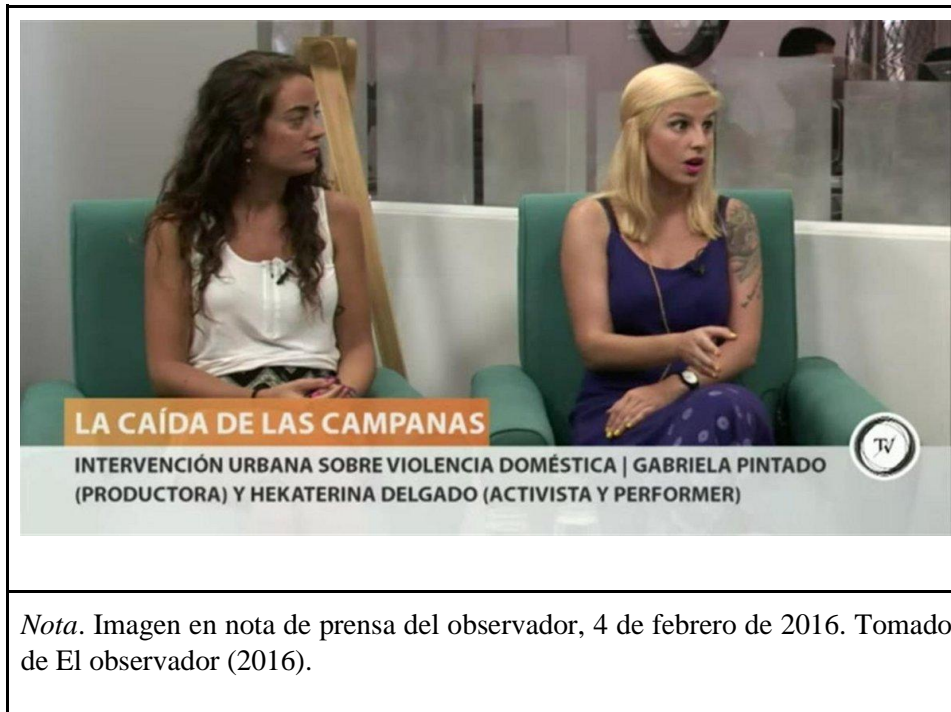 LA CAÍDA DE LAS CAMPANAS
INTERVENCIÓN URBANA SOBRE VIOLENCIA DOMÉSTICA | GABRIELA PINTADO
(PRODUCTORA) Y HEKATERINA DELGADO (ACTIVISTA Y PERFORMER)
TV
Nota. Imagen en nota de prensa del observador, 4 de febrero de 2016. Tomado
de El observador (2016).